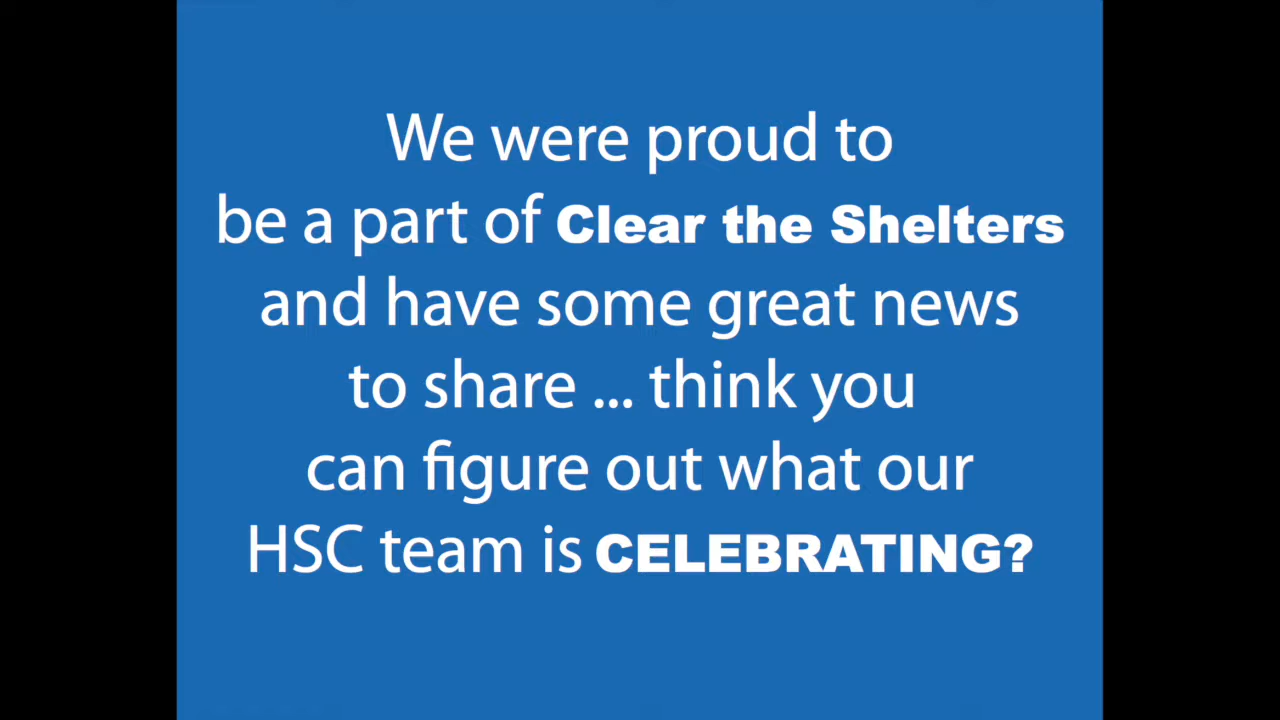 We were proud to
be a part of Clear the Shelters
and have some great news
to share ... think you
can figure out what our
HSC team is CELEBRATING?